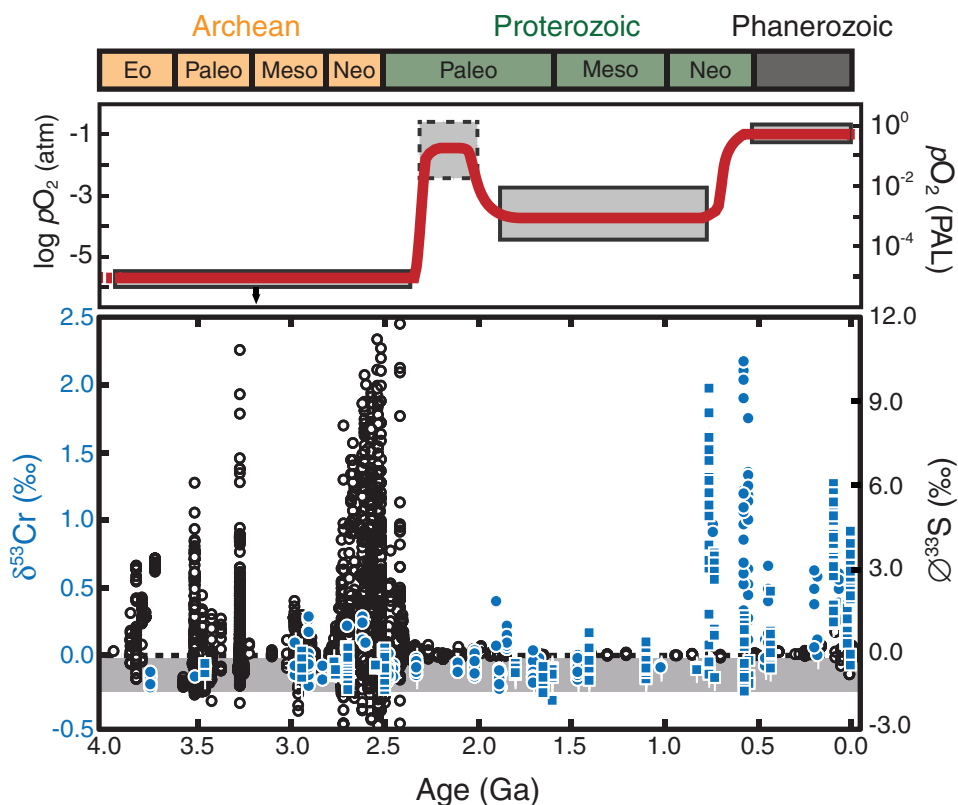 Archean Proterozoic Phanerozoic
Eo Paleo Meso Neo Paleo Meso Neo
log pO2 (atm)
-1
-3
-5
10^0
10^-2
10^-4
pO2 (PAL)
δ53Cr (‰)
2.5
2.0
1.5
1.0
0.5
0.0
-0.5
12.0
9.0
6.0
3.0
0.0
-3.0
Ø33S (‰)
4.0 3.5 3.0 2.5 2.0 1.5 1.0 0.5 0.0
Age (Ga)